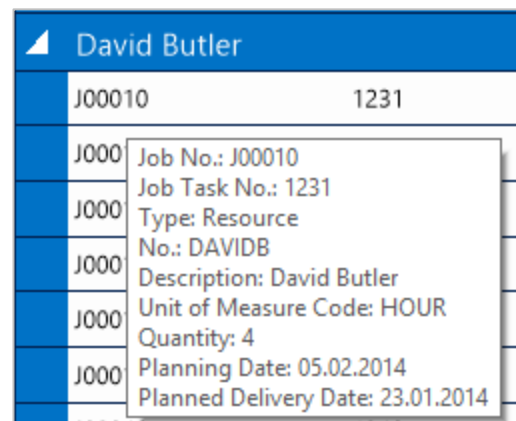 David Butler
J00010 1231
Job No.: J00010
Job Task No.: 1231
Type: Resource
No.: DAVIDB
Description: David Butler
Unit of Measure Code: HOUR
Quantity: 4
Planning Date: 05.02.2014
Planned Delivery Date: 23.01.2014